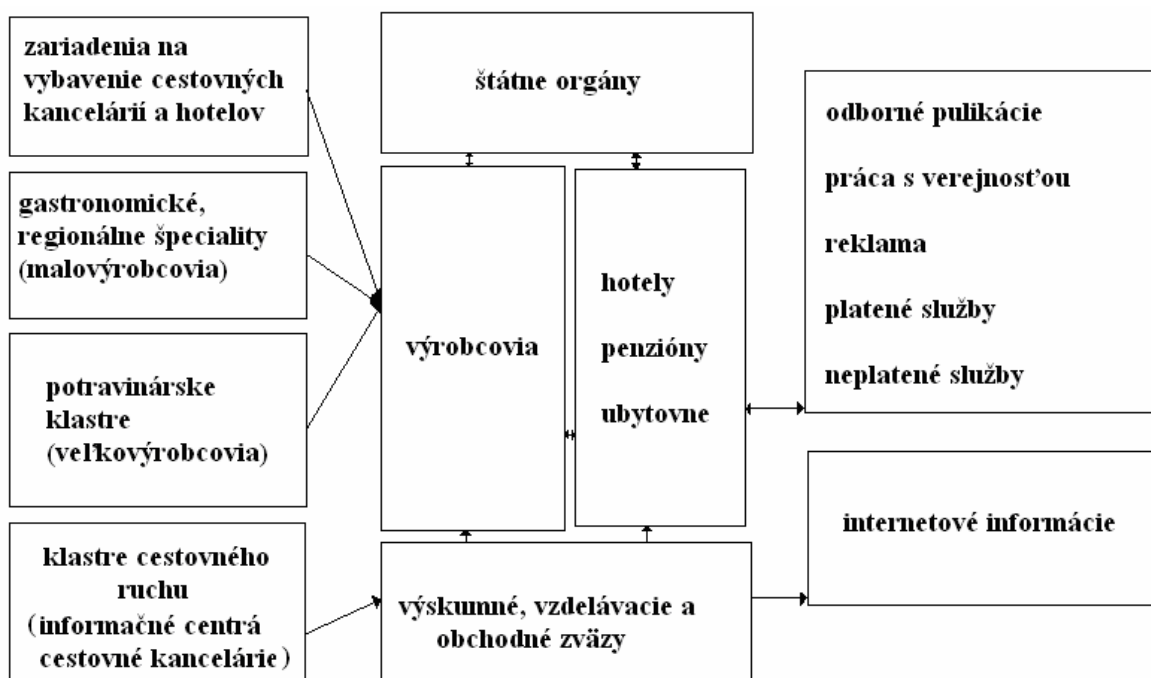 zariadenia na
vybavenie cestovných
kancelárií a hotelov
gastronomické,
regionálne špeciality
(malovýrobcovia)
potravinárske
klastre
(veľkovýrobcovia)
klastre cestovného
ruchu
(informačné centrá
cestovné kancelárie)
štátne orgány
výrobcovia
hotely
penzióny
ubytovne
výskumné, vzdelávacie a
obchodné zväzy
odborné pulikácie
práca s verejnosťou
reklama
platené služby
neplatené služby
internetové informácie